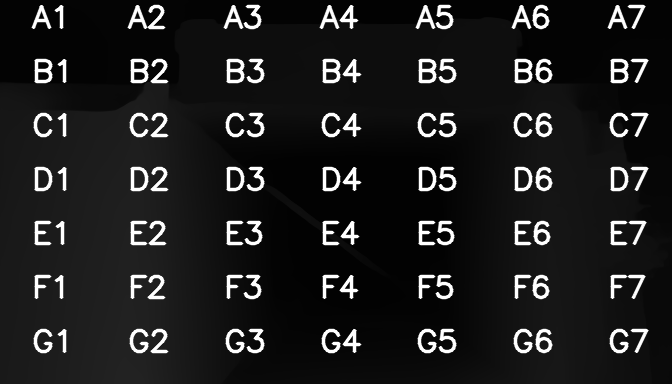 A1 A2 A3 A4 A5 A6 A7
B1 B2 B3 B4 B5 B6 B7
C1 C2 C3 C4 C5 C6 C7
D1 D2 D3 D4 D5 D6 D7
E1 E2 E3 E4 E5 E6 E7
F1 F2 F3 F4 F5 F6 F7
G1 G2 G3 G4 G5 G6 G7